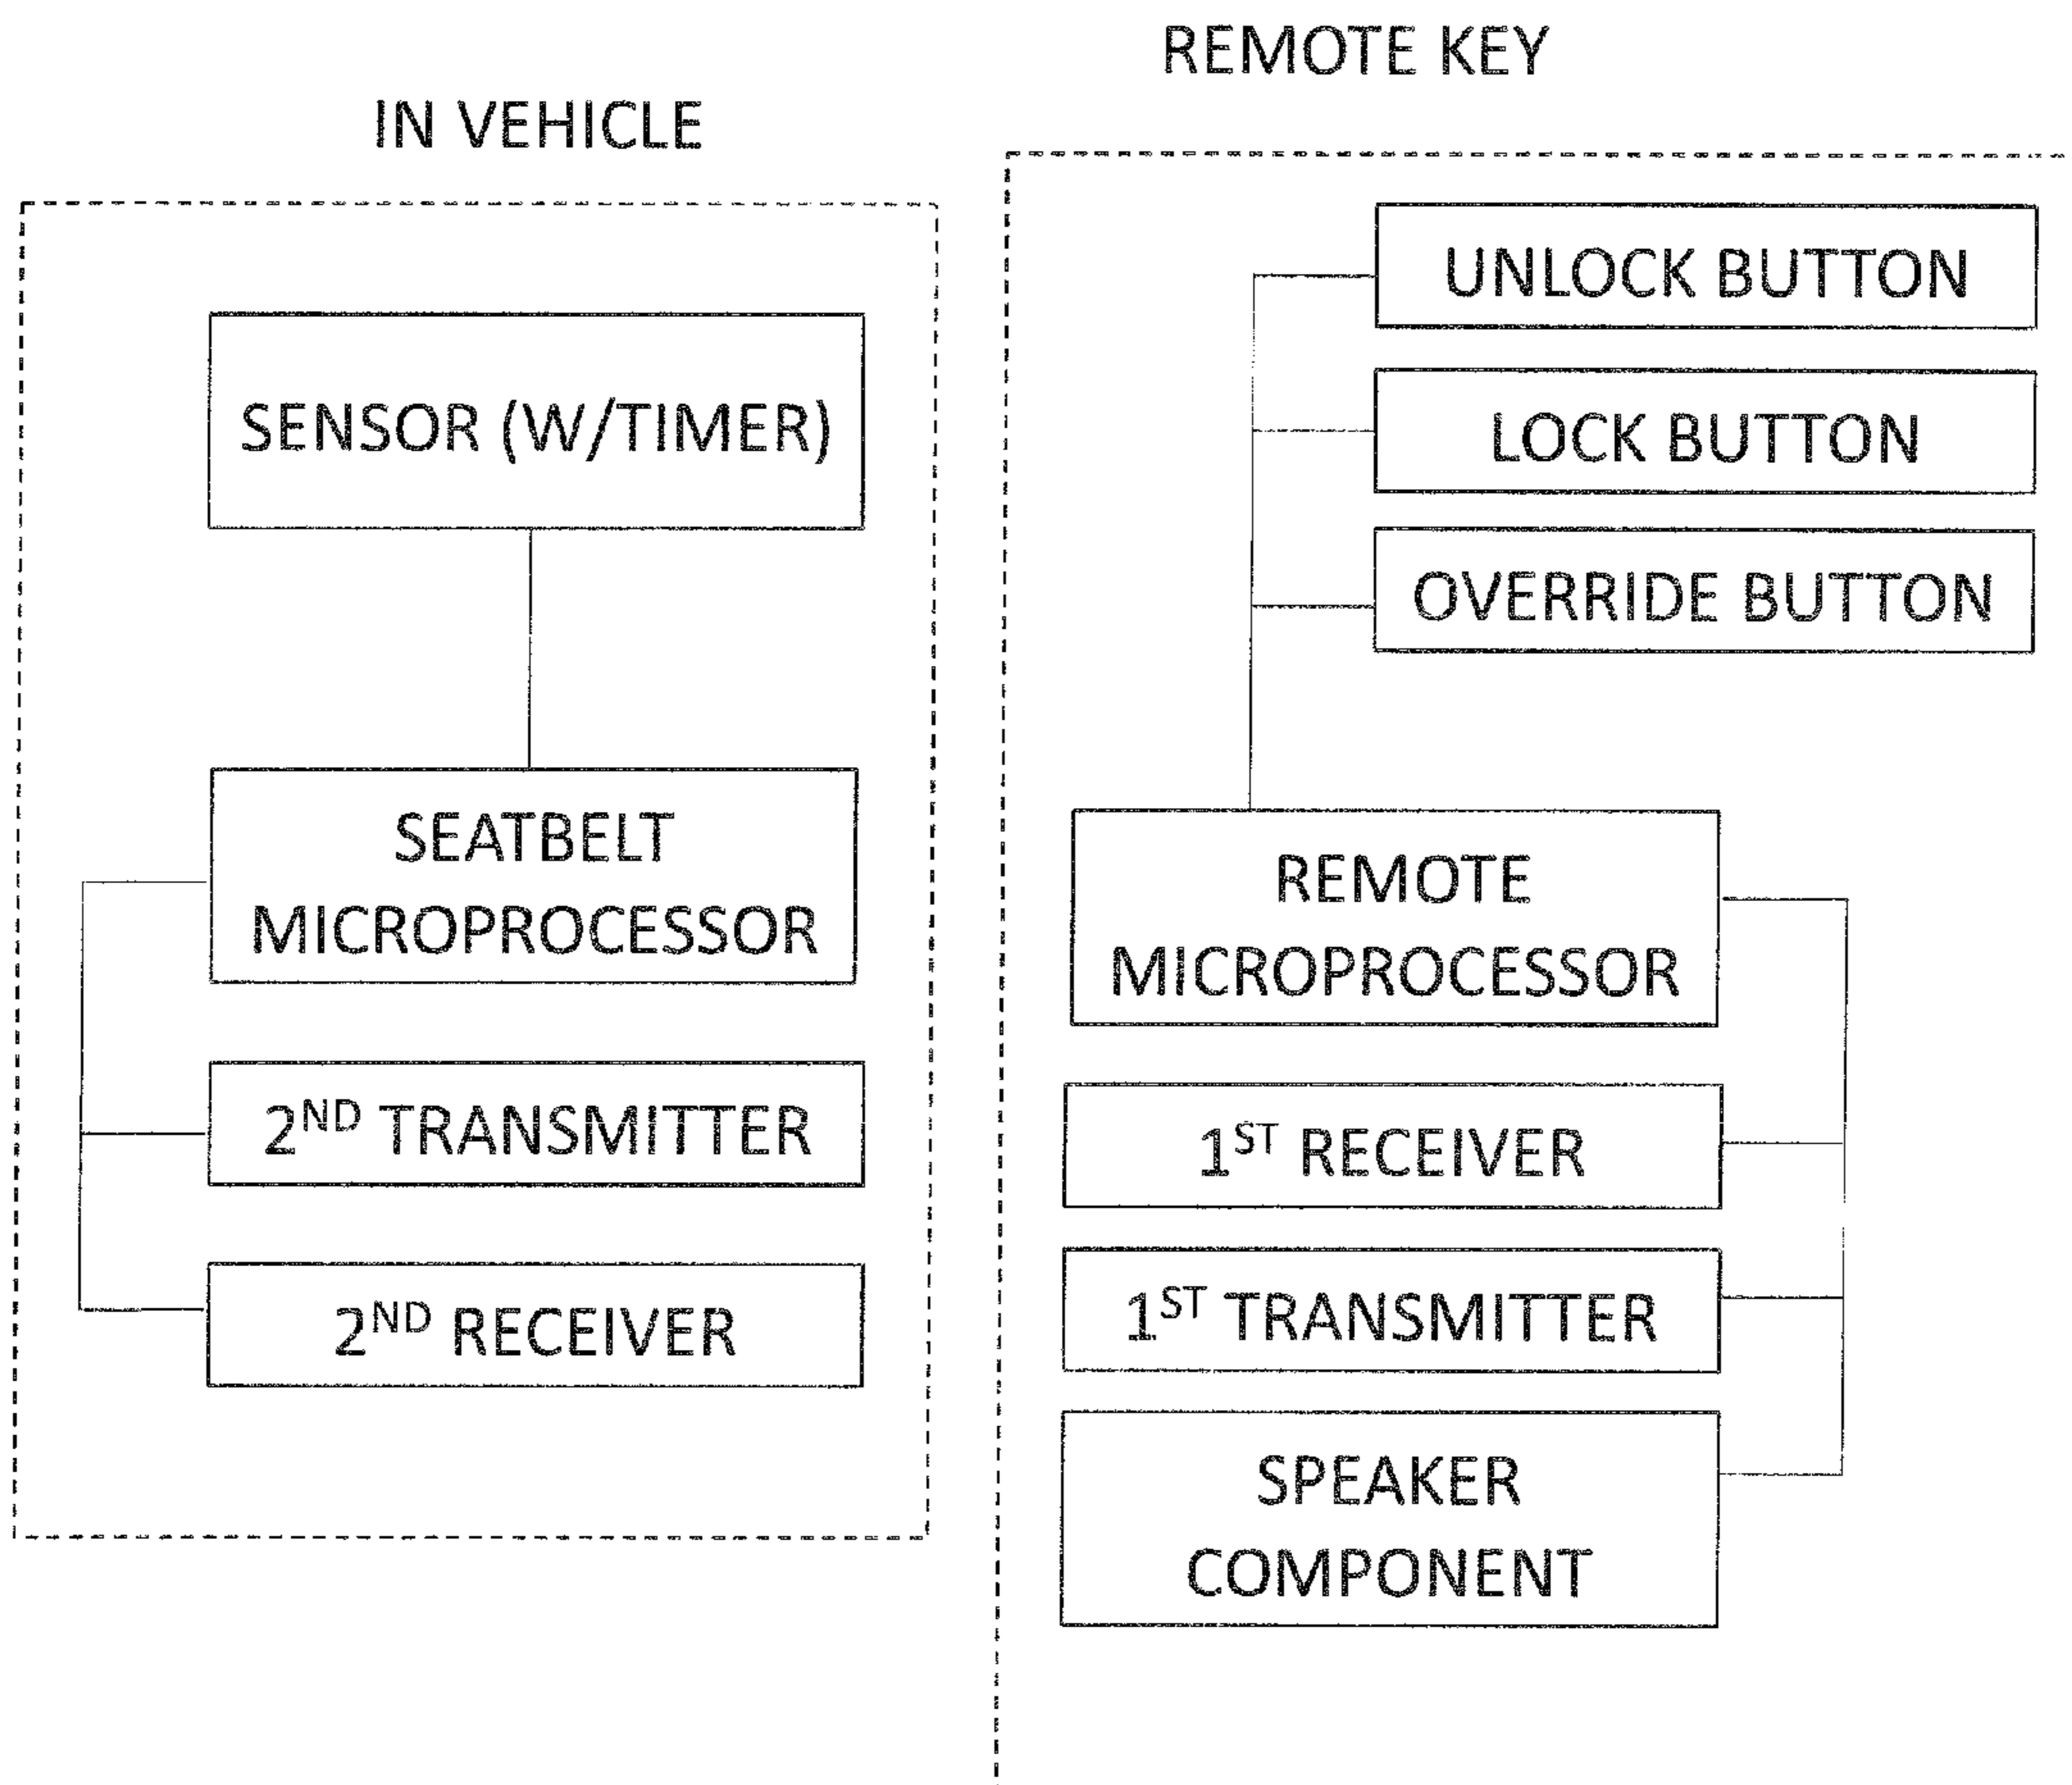 REMOTE KEY
IN VEHICLE
SENSOR (W/TIMER)
SEATBELT
MICROPROCESSOR
2ND TRANSMITTER
2ND RECEIVER
UNLOCK BUTTON
LOCK BUTTON
OVERRIDE BUTTON
REMOTE
MICROPROCESSOR
1ST RECEIVER
1ST TRANSMITTER
SPEAKER
COMPONENT